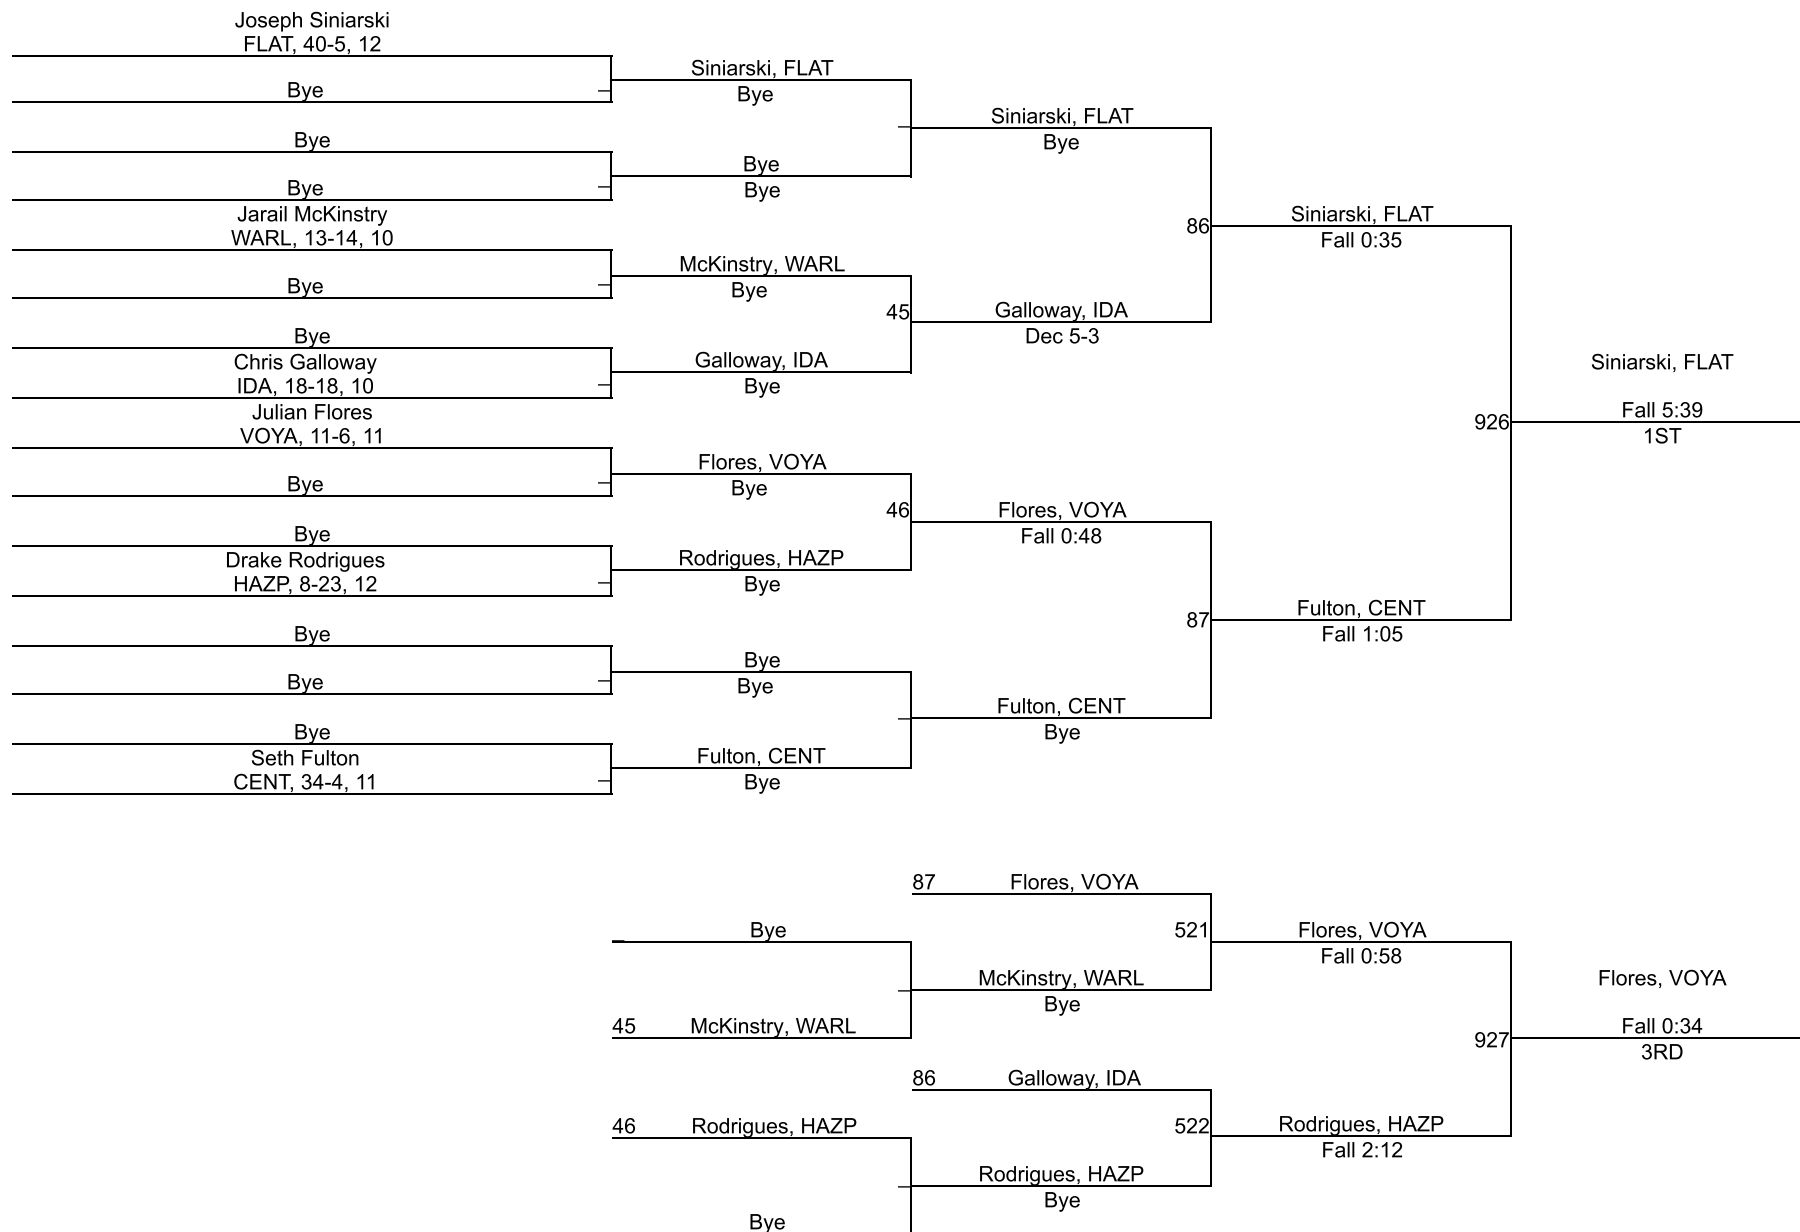 Joseph Siniarski
FLAT, 40-5, 12
Bye
Bye
Bye
Jarail McKinstry
WARL, 13-14, 10
Bye
Bye
Chris Galloway
IDA, 18-18, 10
Julian Flores
VOYA, 11-6, 11
Bye
Bye
Drake Rodrigues
HAZP, 8-23, 12
Bye
Bye
Bye
Seth Fulton
CENT, 34-4, 11
Siniarski, FLAT
Bye
Bye
Bye
McKinstry, WARL
Bye
45
Galloway, IDA
Bye
Flores, VOYA
Bye
46
Rodrigues, HAZP
Bye
Bye
Bye
Fulton, CENT
Bye
Siniarski, FLAT
Bye
86
Galloway, IDA
Dec 5-3
Flores, VOYA
Fall 0:48
87
Fulton, CENT
Bye
Siniarski, FLAT
Fall 0:35
926
Fulton, CENT
Fall 1:05
Siniarski, FLAT
Fall 5:39
1ST
87 Flores, VOYA
Bye
521
McKinstry, WARL
Bye
45 McKinstry, WARL
86 Galloway, IDA
46 Rodrigues, HAZP
522
Rodrigues, HAZP
Bye
Bye
Flores, VOYA
Fall 0:58
927
Rodrigues, HAZP
Fall 2:12
Flores, VOYA
Fall 0:34
3RD